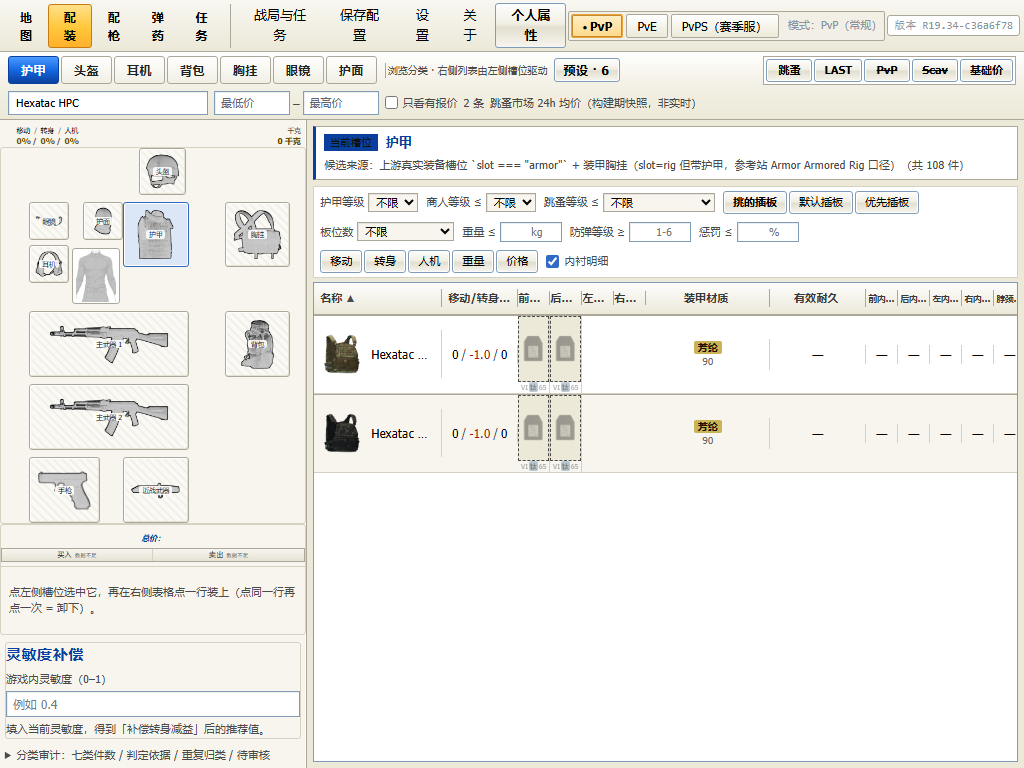 地图 配装 配枪 弹药 任务 战局与任务 保存配置 设置 关于 个人属性 • PvP PvE PvPS（赛季服） 模式：PvP（常规） 版本 R19.34-c36a6f78
护甲 头盔 耳机 背包 胸挂 眼镜 护面 浏览分类 · 右侧列表由左侧槽位驱动 预设 · 6 跳蚤 LAST PvP Scav 基础价
Hexatac HPC 最低价 – 最高价 只看有报价 2 条 跳蚤市场 24h 均价（构建期快照，非实时）
移动 / 转身 / 人机 千克
0% / 0% / 0% 0 千克
头盔
眼镜 护面 护甲 胸挂
耳机
主武器 1 背包
主武器 2
手枪 近战武器
总价:
买入 数据不足 卖出 数据不足
点左侧槽位选中它，再在右侧表格点一行装上（点同一行再点一次 = 卸下）。
灵敏度补偿
游戏内灵敏度（0–1）
例如 0.4
填入当前灵敏度，得到「补偿转身减益」后的推荐值。
▶ 分类审计：七类件数 / 判定依据 / 重复归类 / 待审核
当前槽位 护甲
候选来源：上游真实装备槽位 `slot === "armor"` + 装甲胸挂（slot=rig 但带护甲，参考站 Armor Armored Rig 口径）（共 108 件）
护甲等级 不限 商人等级 ≤ 不限 跳蚤等级 ≤ 不限 挑的插板 默认插板 优先插板
板位数 不限 重量 ≤ kg 防弹等级 ≥ 1-6 惩罚 ≤ %
移动 转身 人机 重量 价格 内衬明细
名称 ▲ 移动/转身... 前... 后... 左... 右... 装甲材质 有效耐久 前内... 后内... 左内... 右内... 脖颈.
Hexatac ... 0 / -1.0 / 0 芳纶 — — — — — —
90
VI 钛 65 VI 钛 65
Hexatac ... 0 / -1.0 / 0 芳纶 — — — — — —
90
VI 钛 65 VI 钛 65